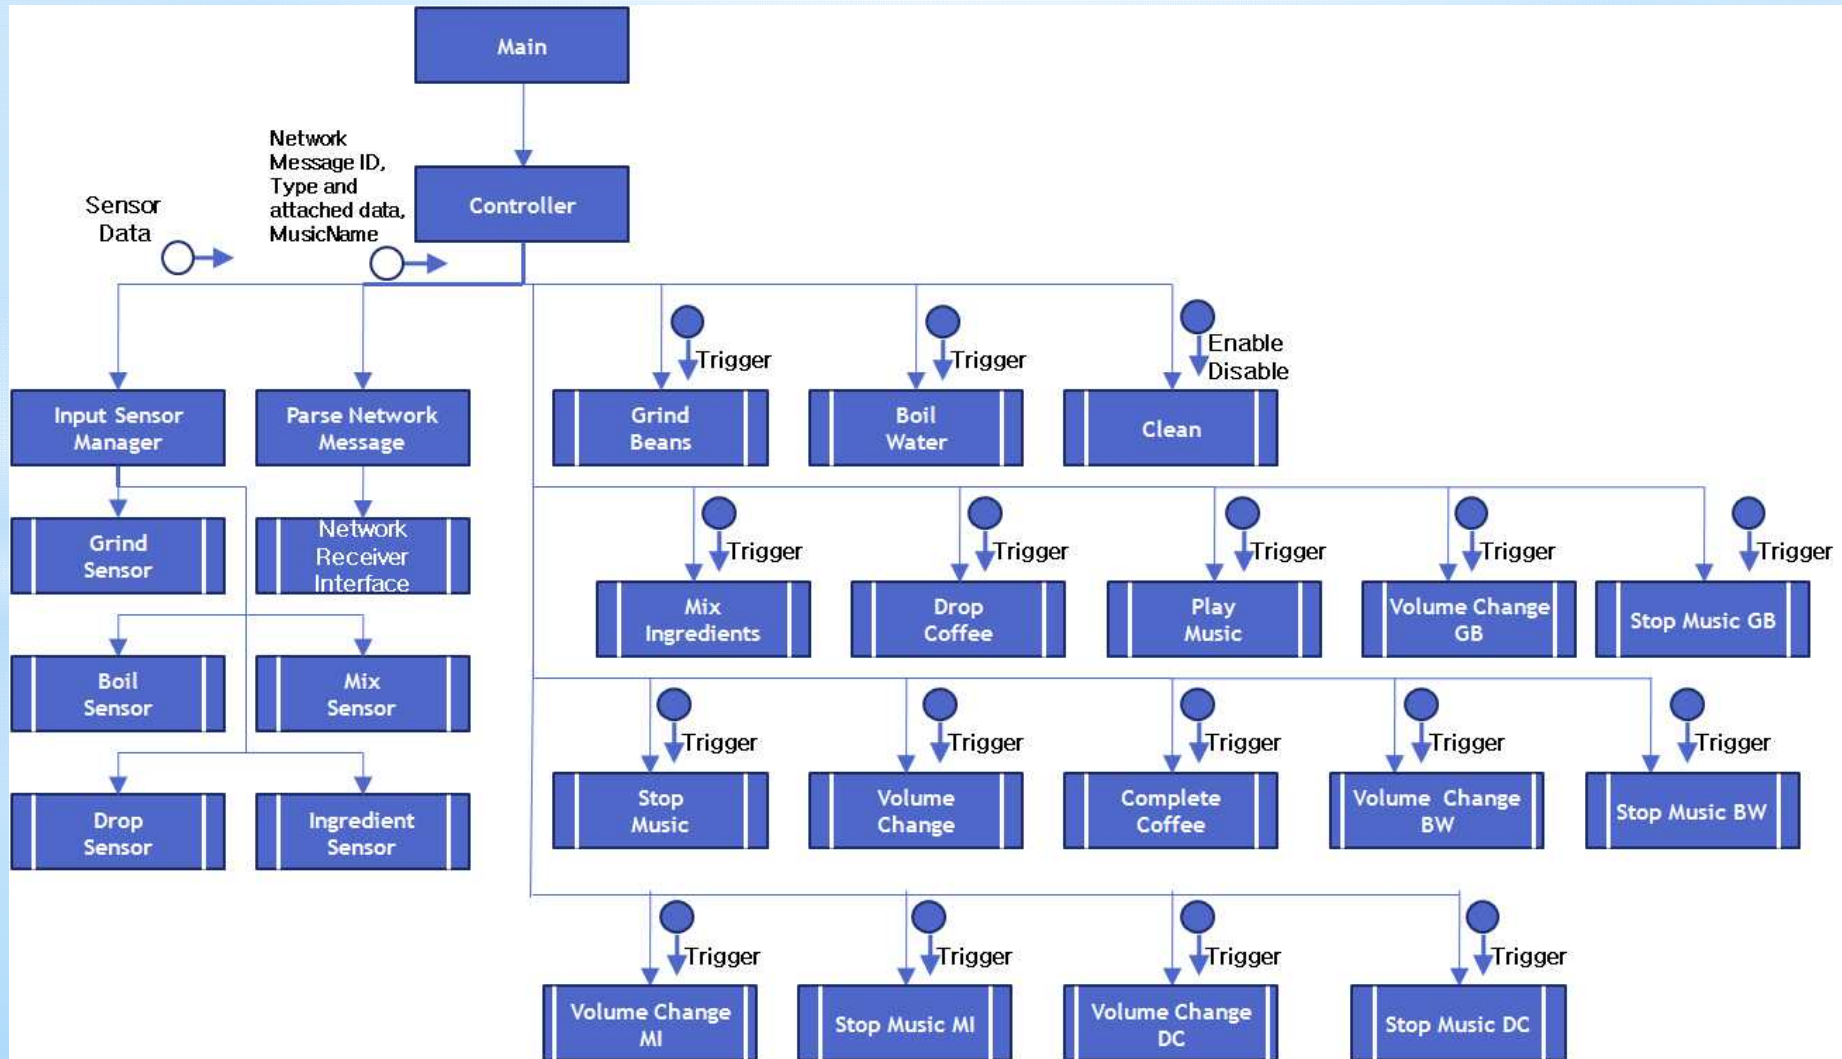 Main
Network
Message ID,
Type and
attached data,
MusicName
Controller
Sensor
Data
Trigger
Trigger
Enable
Disable
Input Sensor
Manager
Parse Network
Message
Grind
Beans
Boil
Water
Clean
Grind
Sensor
Network
Receiver
Interface
Trigger
Trigger
Trigger
Trigger
Trigger
Mix
Ingredients
Drop
Coffee
Play
Music
Volume Change
GB
Stop Music GB
Boil
Sensor
Mix
Sensor
Trigger
Trigger
Trigger
Trigger
Trigger
Stop
Music
Volume
Change
Complete
Coffee
Volume Change
BW
Stop Music BW
Drop
Sensor
Ingredient
Sensor
Trigger
Trigger
Trigger
Trigger
Volume Change
MI
Stop Music MI
Volume Change
DC
Stop Music DC